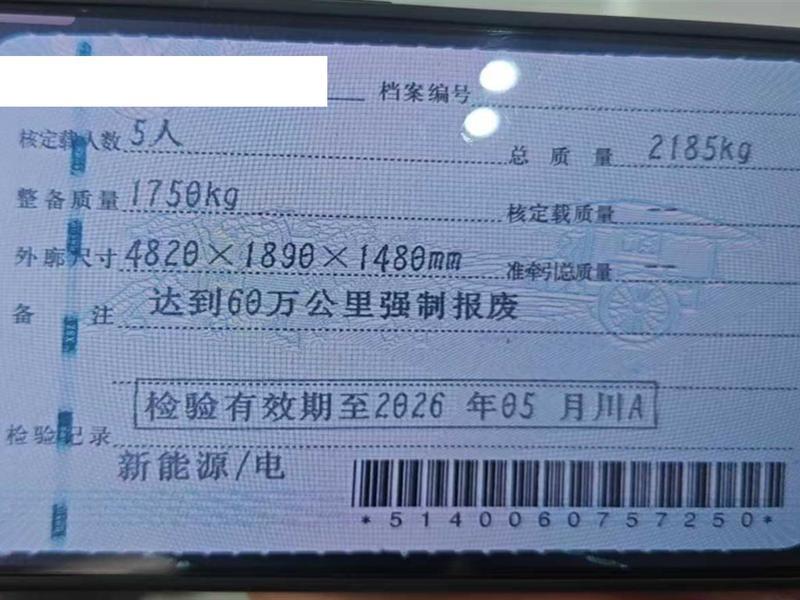 档案编号
核定载人数 5人 总质量 2185kg
整备质量 1750kg 核定载质量 --
外廓尺寸 4820×1890×1480mm 准牵引总质量 --
备注 达到60万公里强制报废
检验有效期至2026 年05 月川A
检验记录
新能源/电
*5140060757250*